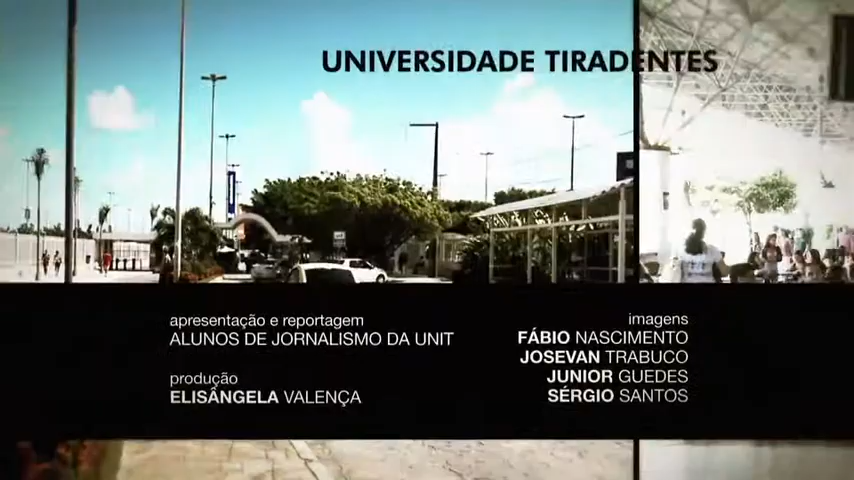 UNIVERSIDADE TIRADENTES
apresentação e reportagem
ALUNOS DE JORNALISMO DA UNIT
produção
ELISÂNGELA VALENÇA
imagens
FÁBIO NASCIMENTO
JOSEVAN TRABUCO
JUNIOR GUEDES
SÉRGIO SANTOS